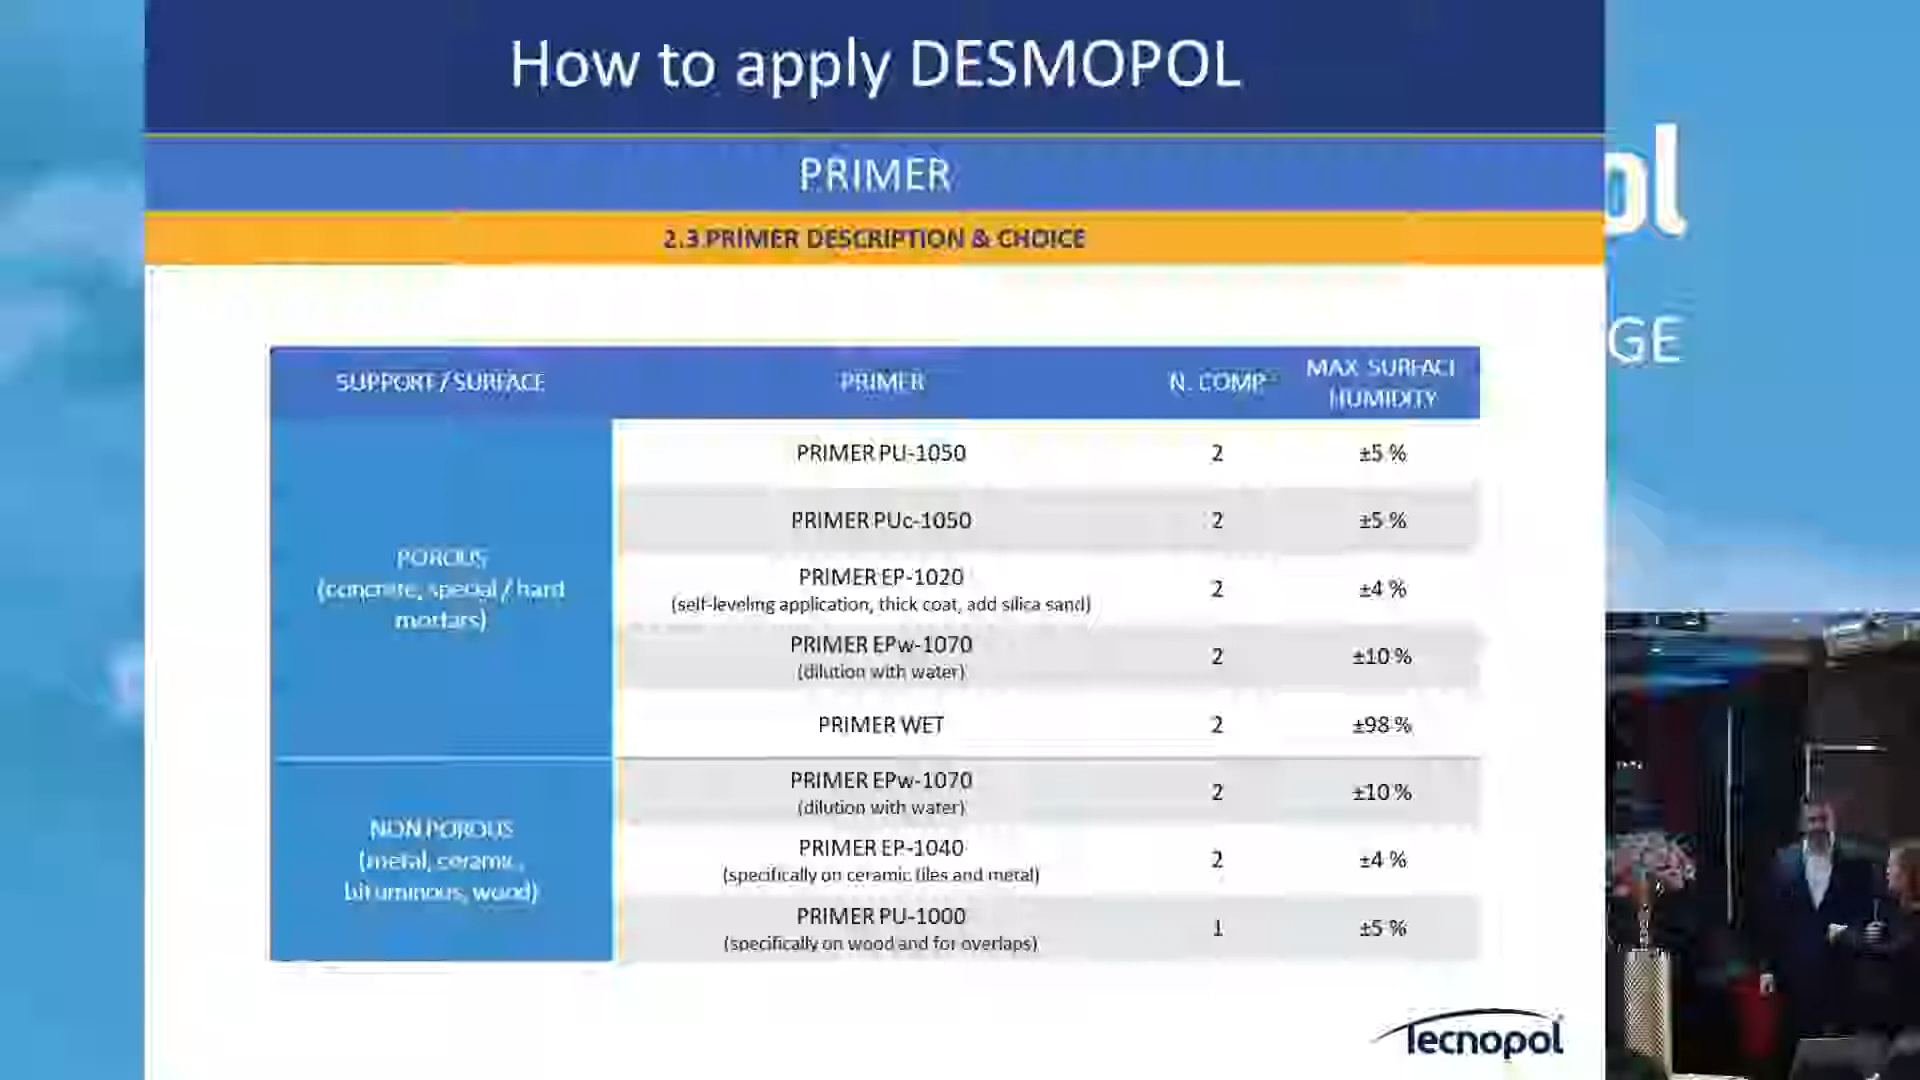 How to apply DESMOPOL
PRIMER
2.3.PRIMER DESCRIPTION & CHOICE
SUPPORT / SURFACE
PRIMER
N. COMP
MAX SURFACE HUMIDITY
POROUS
(concrete, special / hard
mortars)
PRIMER PU-1050
2
±5 %
PRIMER PUc-1050
2
±5 %
PRIMER EP-1020
(self-leveling application, thick coat, add silica sand)
2
±4 %
PRIMER EPw-1070
(dilution with water)
2
±10 %
PRIMER WET
2
±98 %
NON POROUS
(metal, ceramic,
bituminous, wood)
PRIMER EPw-1070
(dilution with water)
2
±10 %
PRIMER EP-1040
(specifically on ceramic tiles and metal)
2
±4 %
PRIMER PU-1000
(specifically on wood and for overlaps)
1
±5 %
Tecnopol
ol
GE